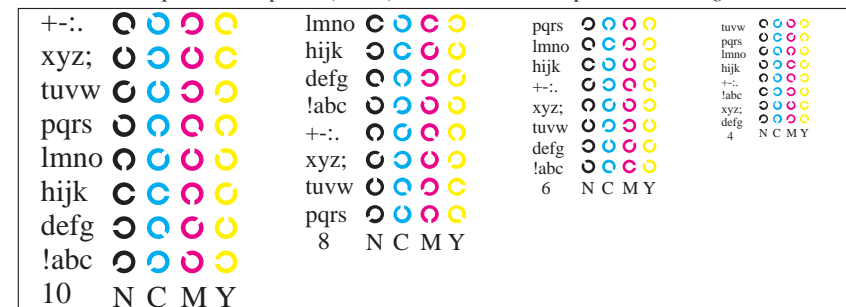 +-:.
xyz;
tuvw
pqrs
lmno
hijk
defg
!abc
10 N C M Y
lmno
hijk
defg
!abc
+-:.
xyz;
tuvw
pqrs
8 N C M Y
pqrs
lmno
hijk
+-:.
xyz;
tuvw
defg
!abc
6 N C M Y
tuvw
pqrs
lmno
hijk
+-:.
!abc
xyz;
defg
4 N C M Y